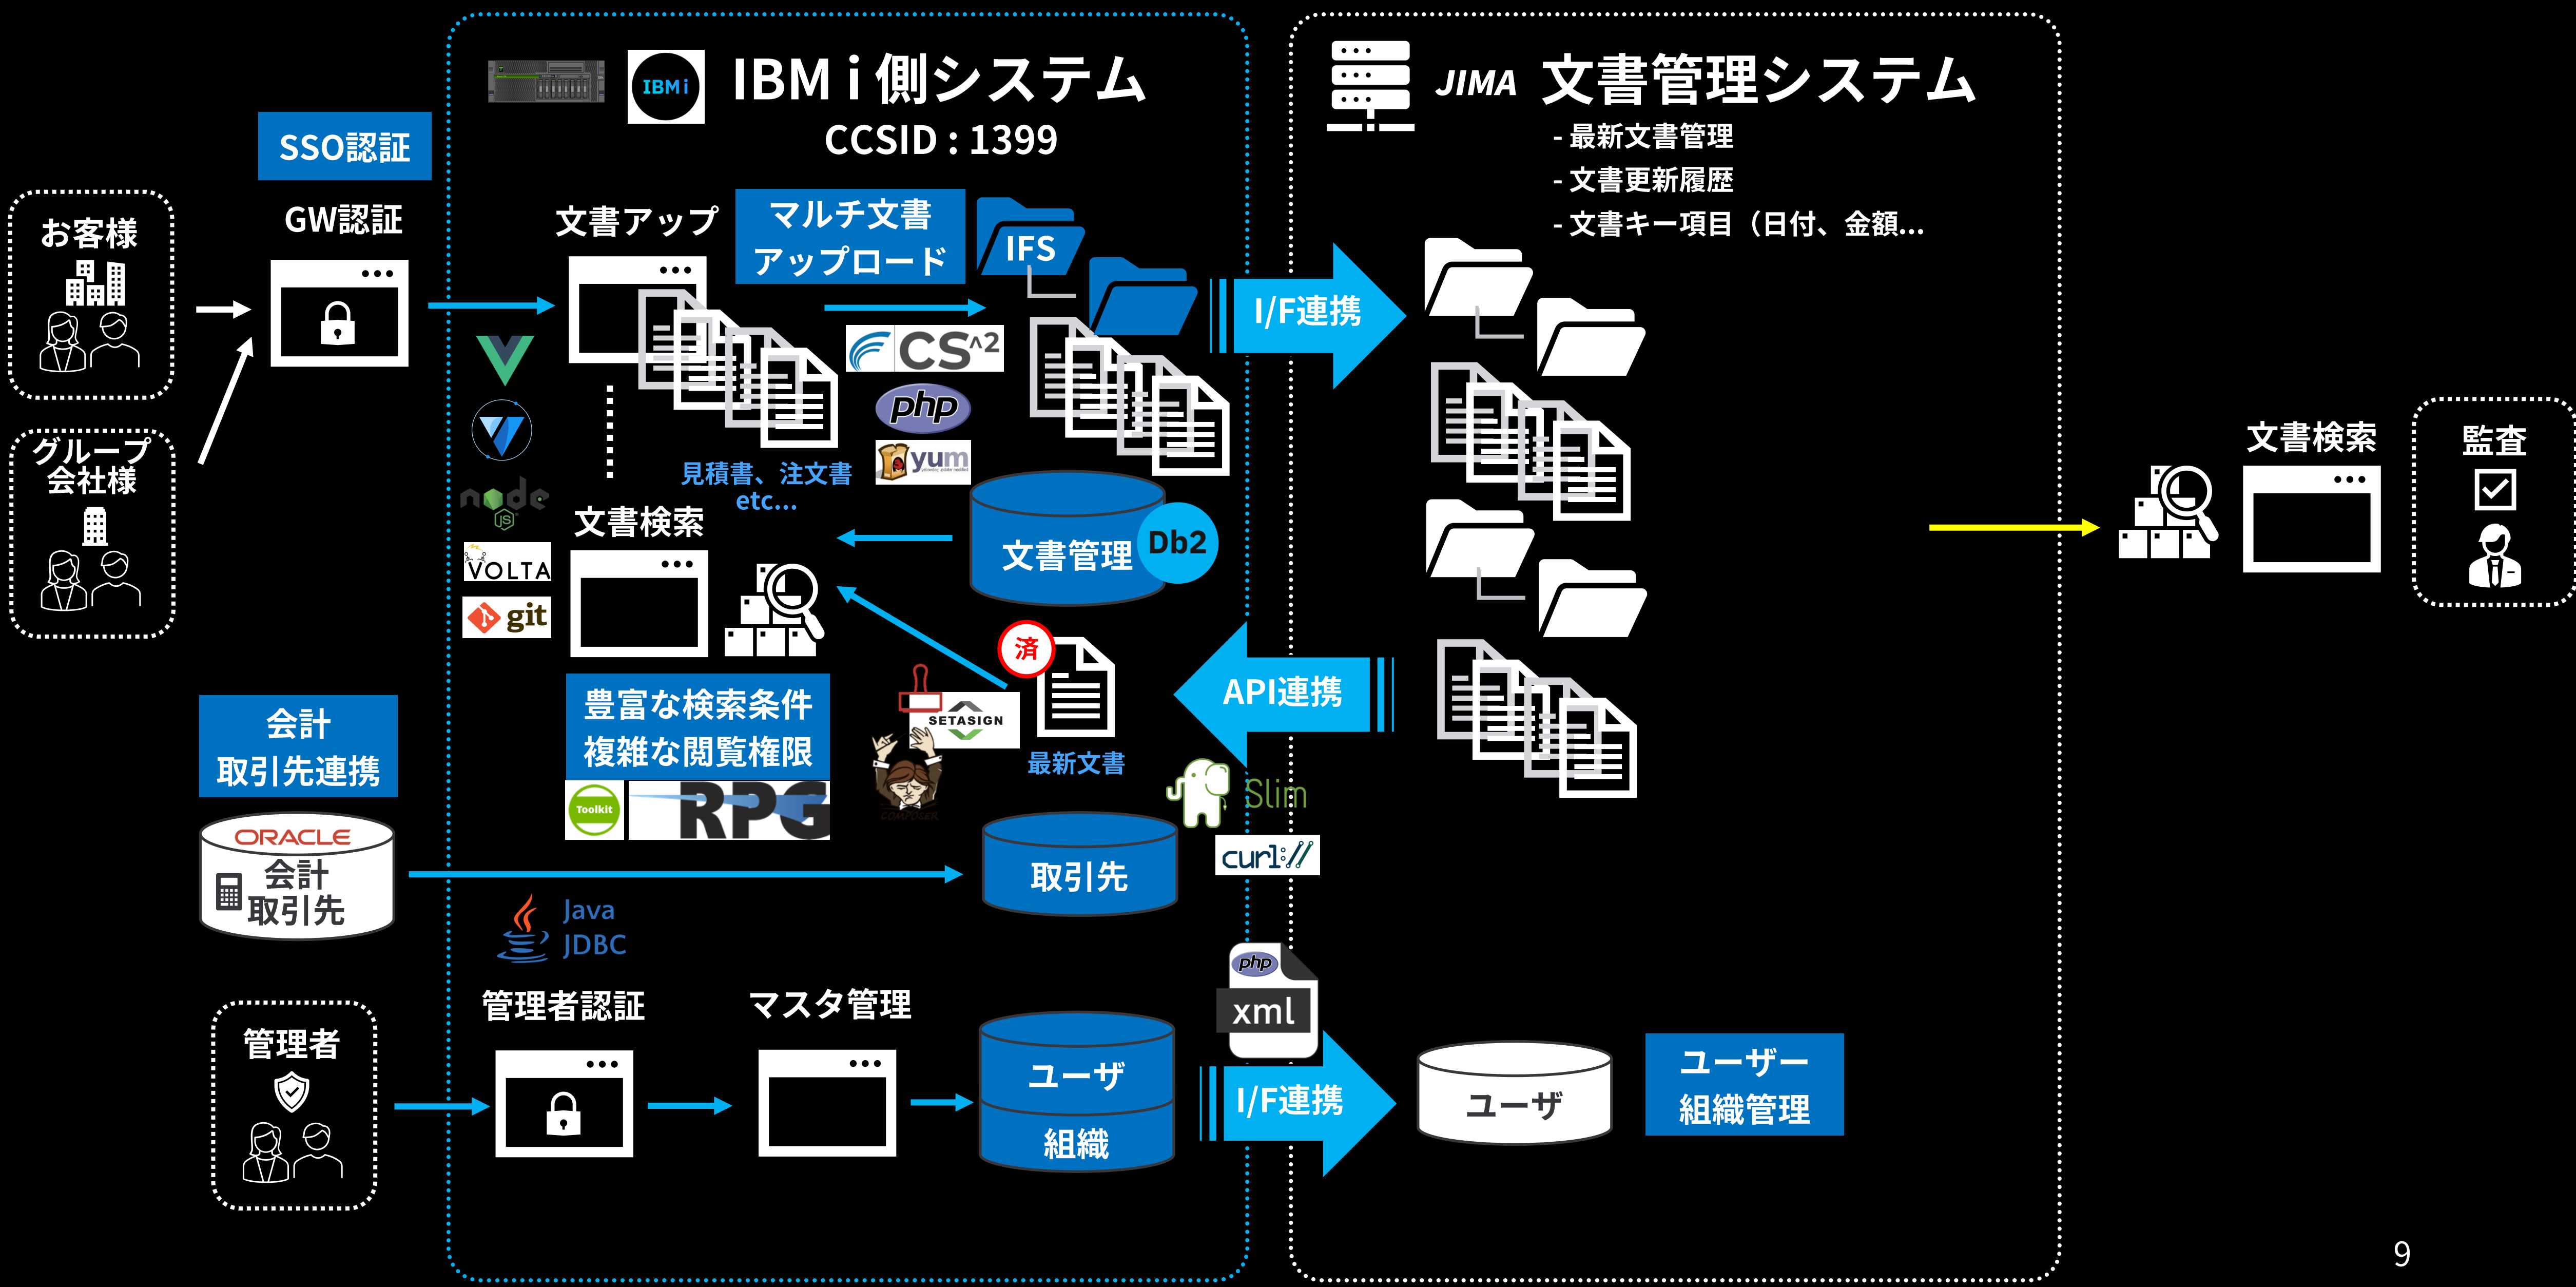 IBM i
IBM i 側システム
CCSID : 1399
JIMA 文書管理システム
- 最新文書管理
- 文書更新履歴
- 文書キー項目（日付、金額...
SSO認証
GW認証
お客様
グループ
会社様
文書アップ
マルチ文書
アップロード
IFS
I/F連携
CS^2
php
yum
見積書、注文書
etc...
node
JS
VOLTA
git
文書検索
文書管理
Db2
豊富な検索条件
複雑な閲覧権限
Toolkit
RPG
済
SETASIGN
最新文書
COMPOSER
API連携
Slim
curl://
文書検索
監査
会計
取引先連携
ORACLE
会計
取引先
取引先
Java
JDBC
管理者
管理者認証
マスタ管理
ユーザ
組織
php
xml
I/F連携
ユーザ
ユーザー
組織管理
9